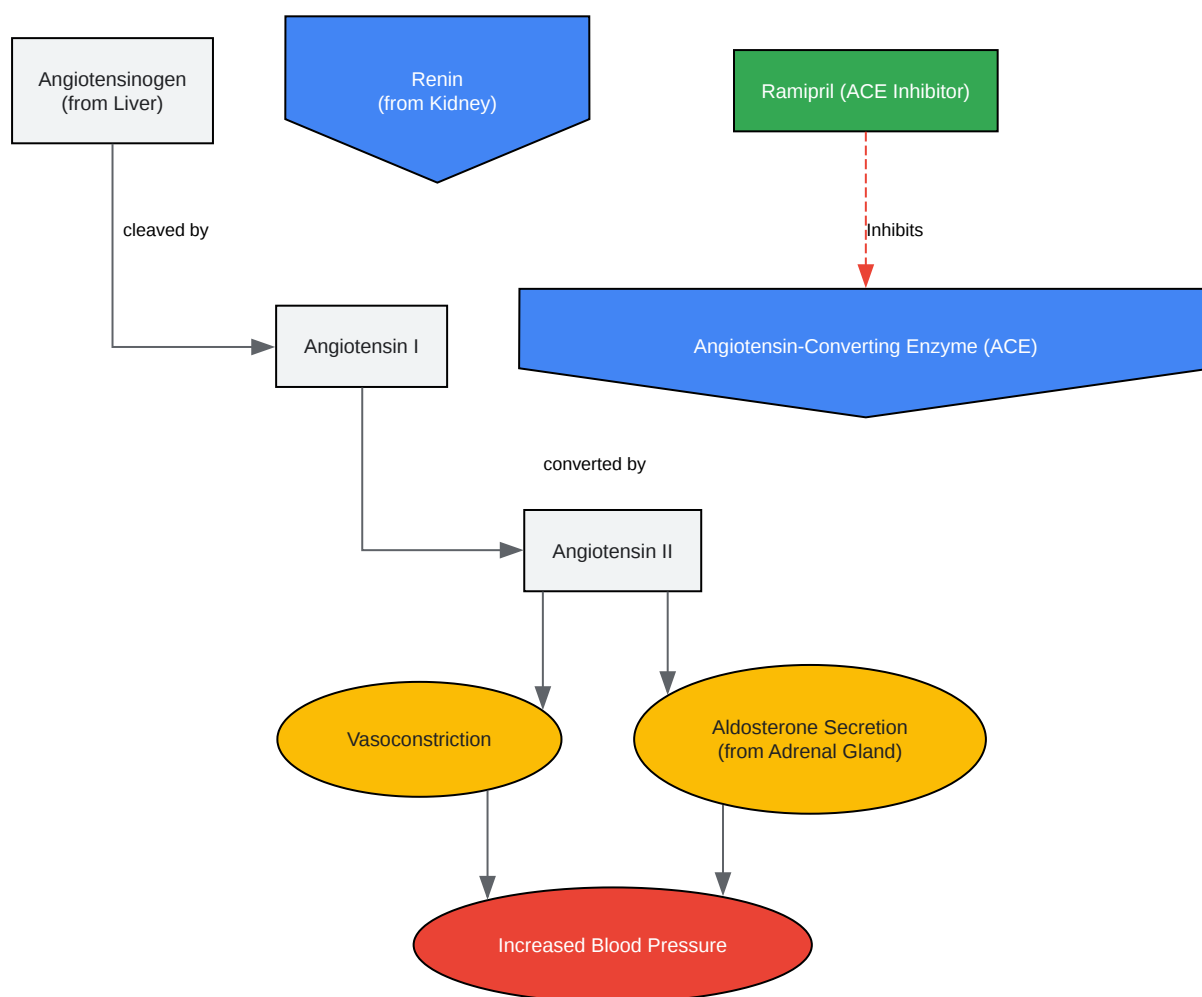 Angiotensinogen
(from Liver)
Renin
(from Kidney)
Ramipril (ACE Inhibitor)
cleaved by
Inhibits
Angiotensin I
Angiotensin-Converting Enzyme (ACE)
converted by
Angiotensin II
Vasoconstriction
Aldosterone Secretion
(from Adrenal Gland)
Increased Blood Pressure